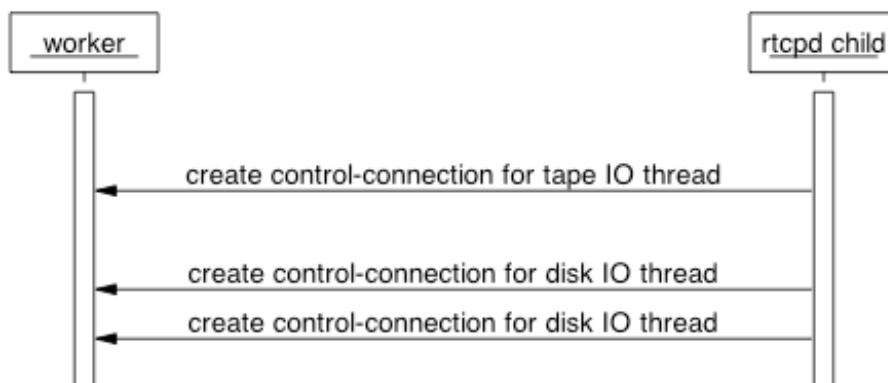 worker
rtcpd child
create control-connection for tape IO thread
create control-connection for disk IO thread
create control-connection for disk IO thread